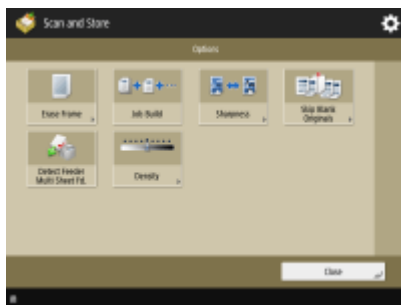 Scan and Store
Options
Erase Frame
Job Build
Sharpness
Skip Blank
Originals
Detect Feeder
Multi Sheet Fd.
Density
Close